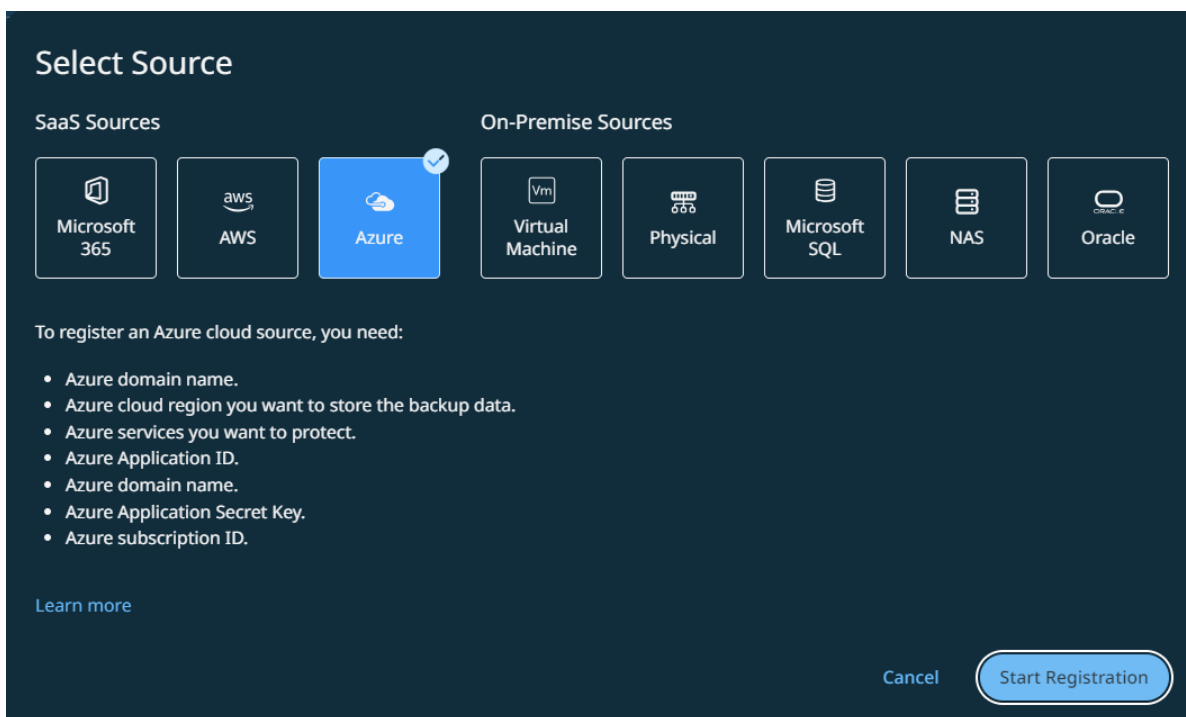 Select Source
SaaS Sources
On-Premise Sources
Microsoft
365
aws
AWS
Azure
Vm
Virtual
Machine
Physical
Microsoft
SQL
NAS
ORACLE
Oracle
To register an Azure cloud source, you need:
• Azure domain name.
• Azure cloud region you want to store the backup data.
• Azure services you want to protect.
• Azure Application ID.
• Azure domain name.
• Azure Application Secret Key.
• Azure subscription ID.
Learn more
Cancel
Start Registration